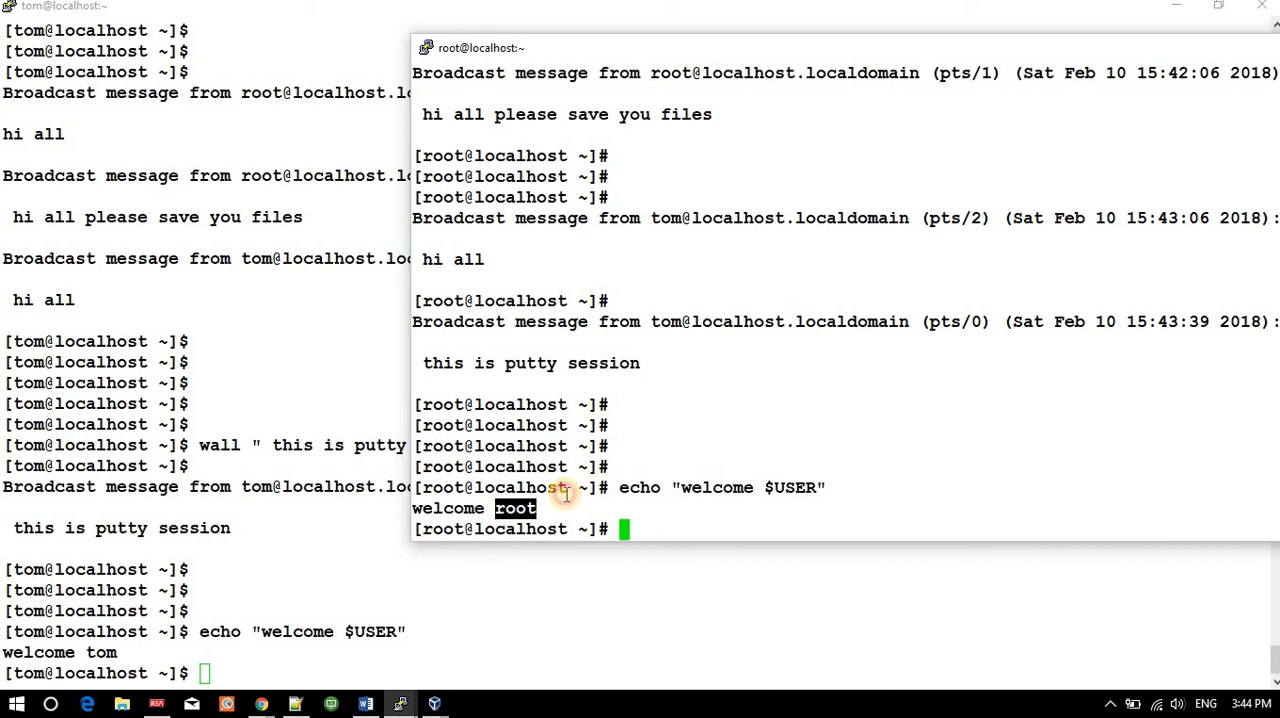 tom@localhost:~
[tom@localhost ~]$
[tom@localhost ~]$
[tom@localhost ~]$
Broadcast message from root@localhost.lo
hi all
Broadcast message from root@localhost.lo
hi all please save you files
Broadcast message from tom@localhost.lo
hi all
[tom@localhost ~]$
[tom@localhost ~]$
[tom@localhost ~]$
[tom@localhost ~]$
[tom@localhost ~]$
[tom@localhost ~]$ wall " this is putty
[tom@localhost ~]$
Broadcast message from tom@localhost.lo
this is putty session
[tom@localhost ~]$
[tom@localhost ~]$
[tom@localhost ~]$
[tom@localhost ~]$ echo "welcome $USER"
welcome tom
[tom@localhost ~]$
root@localhost:~
Broadcast message from root@localhost.localdomain (pts/1) (Sat Feb 10 15:42:06 2018)
hi all please save you files
[root@localhost ~]#
[root@localhost ~]#
[root@localhost ~]#
Broadcast message from tom@localhost.localdomain (pts/2) (Sat Feb 10 15:43:06 2018):
hi all
[root@localhost ~]#
Broadcast message from tom@localhost.localdomain (pts/0) (Sat Feb 10 15:43:39 2018):
this is putty session
[root@localhost ~]#
[root@localhost ~]#
[root@localhost ~]#
[root@localhost ~]#
[root@localhost ~]# echo "welcome $USER"
welcome root
[root@localhost ~]#
RSA
ENG
3:44 PM